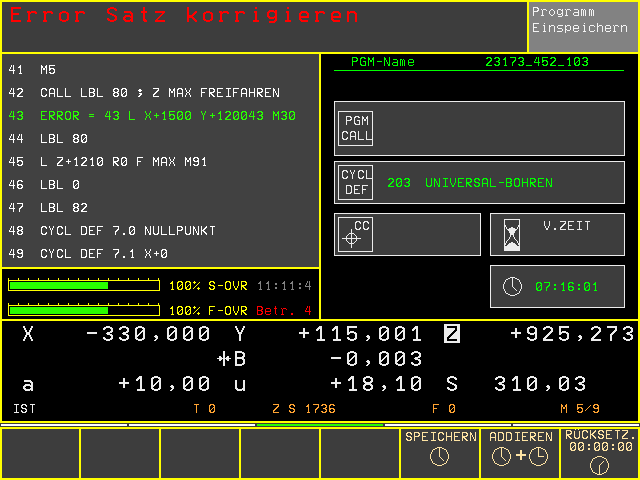 Error Satz korrigieren
Programm
Einspeichern
41 M5
42 CALL LBL 80 ; Z MAX FREIFAHREN
43 ERROR = 43 L X+1500 Y+120043 M30
44 LBL 80
45 L Z+1210 R0 F MAX M91
46 LBL 0
47 LBL 82
48 CYCL DEF 7.0 NULLPUNKT
49 CYCL DEF 7.1 X+0
PGM-Name 23173_452_103
PGM
CALL
CYCL
DEF
203 UNIVERSAL-BOHREN
CC
V.ZEIT
07:16:01
100% S-OVR 11:11:4
100% F-OVR Betr. 4
X -330,000 Y +115,001 Z +925,273
B -0,003
a +10,00 u +18,10 S 310,03
IST T 0 Z S 1736 F 0 M 5/9
SPEICHERN
ADDIEREN
+
RÜCKSETZ.
00:00:00